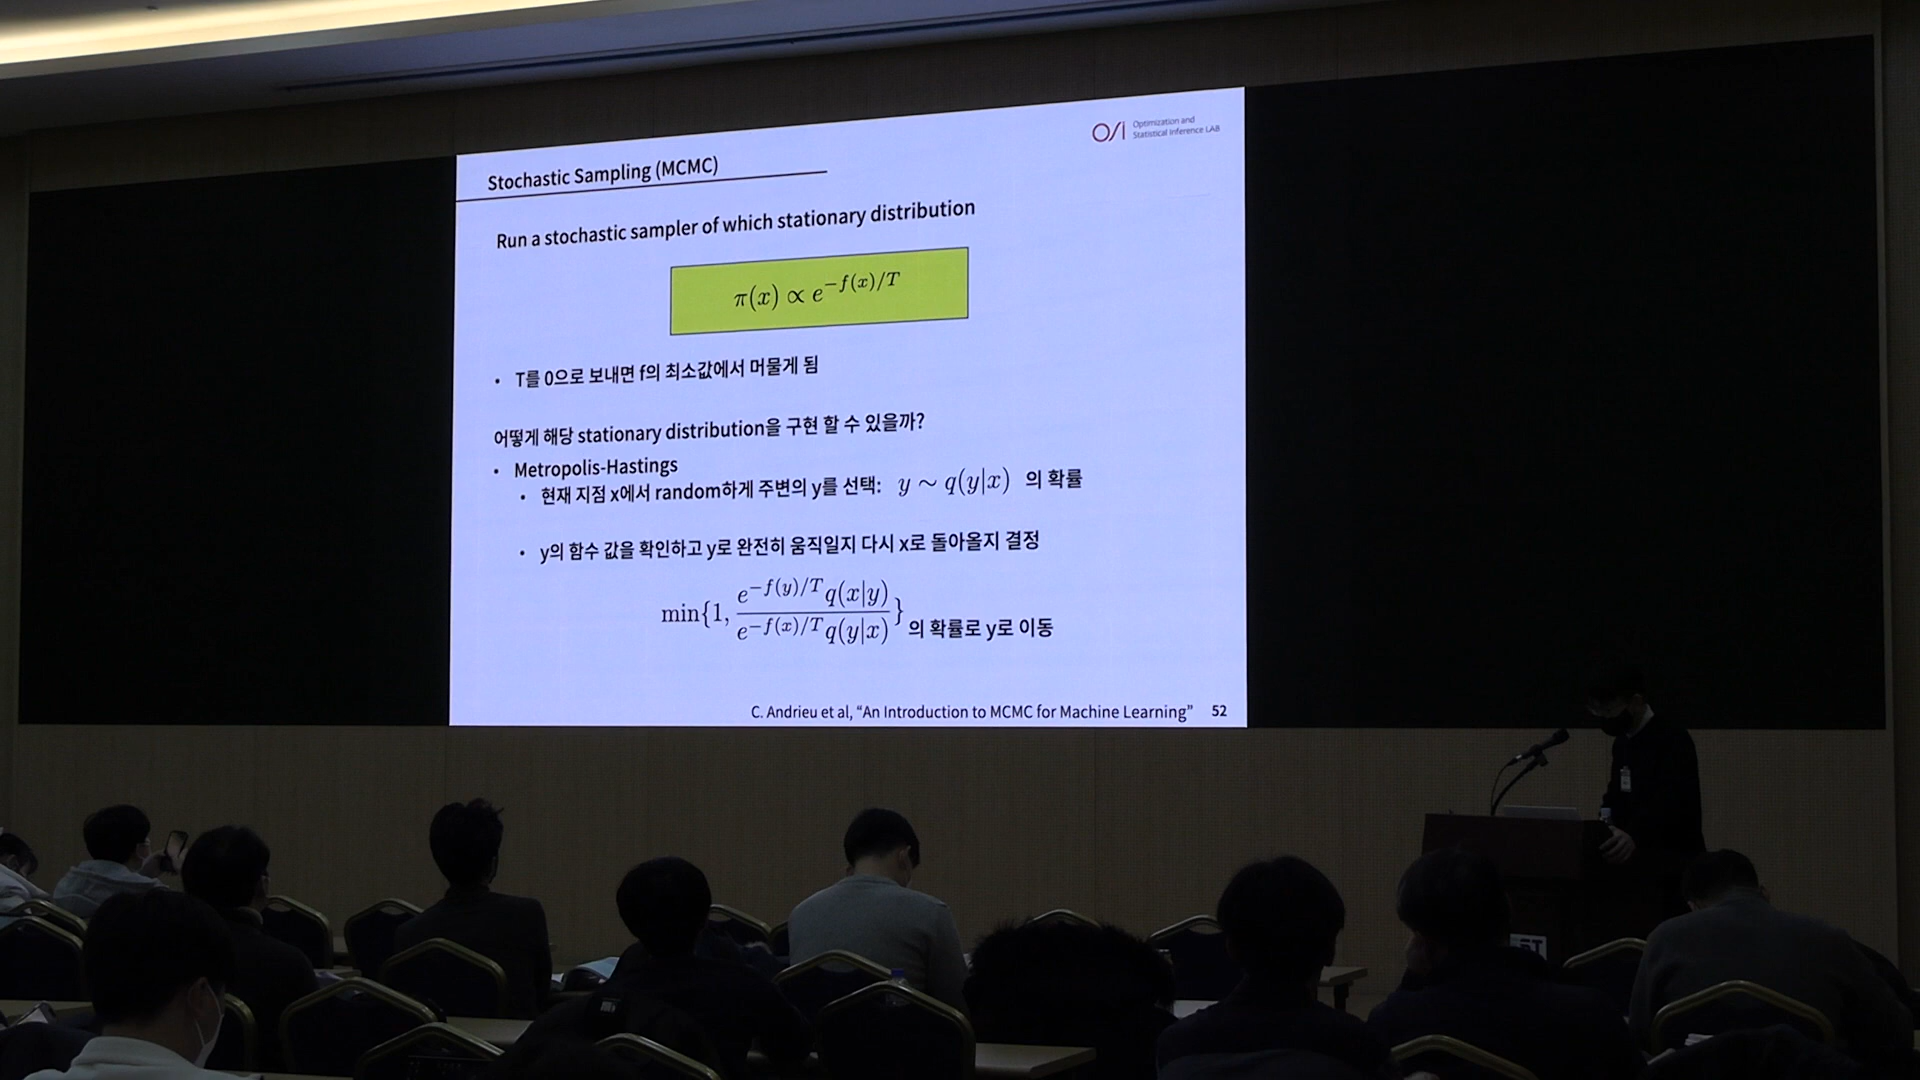 OSI Optimization and
Statistical Inference LAB
Stochastic Sampling (MCMC)
Run a stochastic sampler of which stationary distribution
π(x) ∝ e^{-f(x)/T}
• T를 0으로 보내면 f의 최소값에서 머물게 됨
어떻게 해당 stationary distribution을 구현 할 수 있을까?
• Metropolis-Hastings
• 현재 지점 x에서 random하게 주변의 y를 선택: y ~ q(y|x) 의 확률
• y의 함수 값을 확인하고 y로 완전히 움직일지 다시 x로 돌아올지 결정
min{1, \frac{e^{-f(y)/T} q(x|y)}{e^{-f(x)/T} q(y|x)}} 의 확률로 y로 이동
C. Andrieu et al, “An Introduction to MCMC for Machine Learning” 52